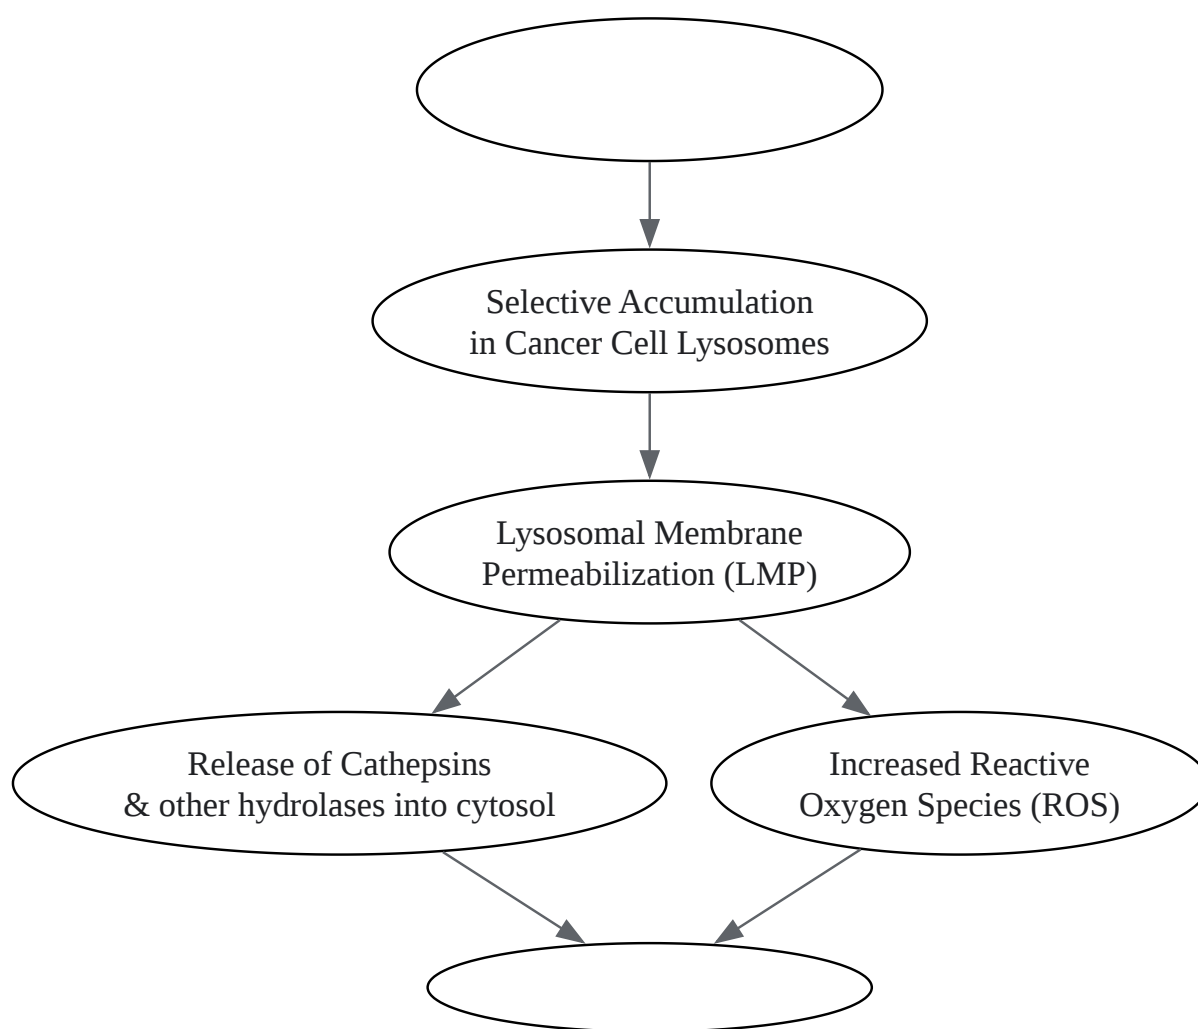 Selective Accumulation
in Cancer Cell Lysosomes
Lysosomal Membrane
Permeabilization (LMP)
Release of Cathepsins
& other hydrolases into cytosol
Increased Reactive
Oxygen Species (ROS)